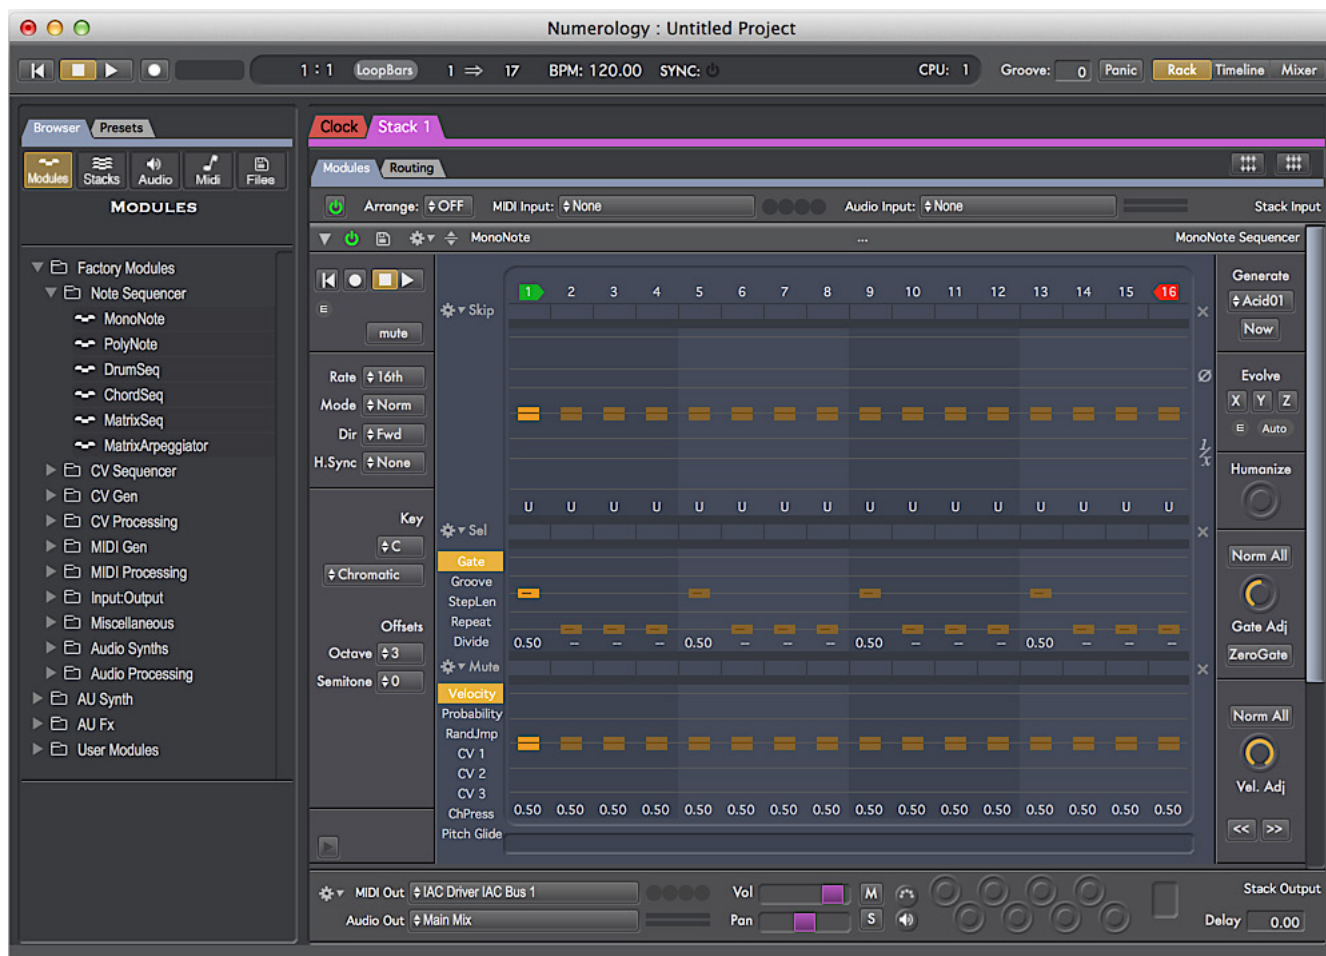 Numerology : Untitled Project
1 : 1 LoopBars 1 ⇒ 17 BPM: 120.00 SYNC: CPU: 1 Groove: 0 Panic Rack Timeline Mixer
Browser Presets
Clock Stack 1
Modules Stacks Audio Midi Files
Modules Routing
MODULES
Arrange: OFF MIDI Input: None Audio Input: None Stack Input
MonoNote ... MonoNote Sequencer
Factory Modules
Note Sequencer
MonoNote
PolyNote
DrumSeq
ChordSeq
MatrixSeq
MatrixArpeggiator
CV Sequencer
CV Gen
CV Processing
MIDI Gen
MIDI Processing
Input:Output
Miscellaneous
Audio Synths
Audio Processing
AU Synth
AU Fx
User Modules
E
mute
Rate 16th
Mode Norm
Dir Fwd
H.Sync None
Key
C
Chromatic
Offsets
Octave 3
Semitone 0
1 2 3 4 5 6 7 8 9 10 11 12 13 14 15 16
Skip X
Ø
1/x
U U U U U U U U U U U U U U U U
Sel X
Gate
Groove
StepLen
Repeat
Divide 0.50 – – – 0.50 – – – 0.50 – – – 0.50 – – –
Mute X
Velocity
Probability
RandJmp
CV 1
CV 2
CV 3
ChPress 0.50 0.50 0.50 0.50 0.50 0.50 0.50 0.50 0.50 0.50 0.50 0.50 0.50 0.50 0.50 0.50
Pitch Glide
Generate
Acid01
Now
Evolve
X Y Z
E Auto
Humanize
Norm All
Gate Adj
ZeroGate
Norm All
Vel. Adj
<< >>
MIDI Out IAC Driver IAC Bus 1 Vol M Stack Output
Audio Out Main Mix Pan S Delay 0.00